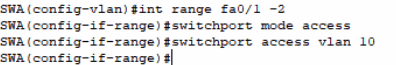 SWA(config-vlan)#int range fa0/1 -2
SWA(config-if-range)#switchport mode access
SWA(config-if-range)#switchport access vlan 10
SWA(config-if-range)#